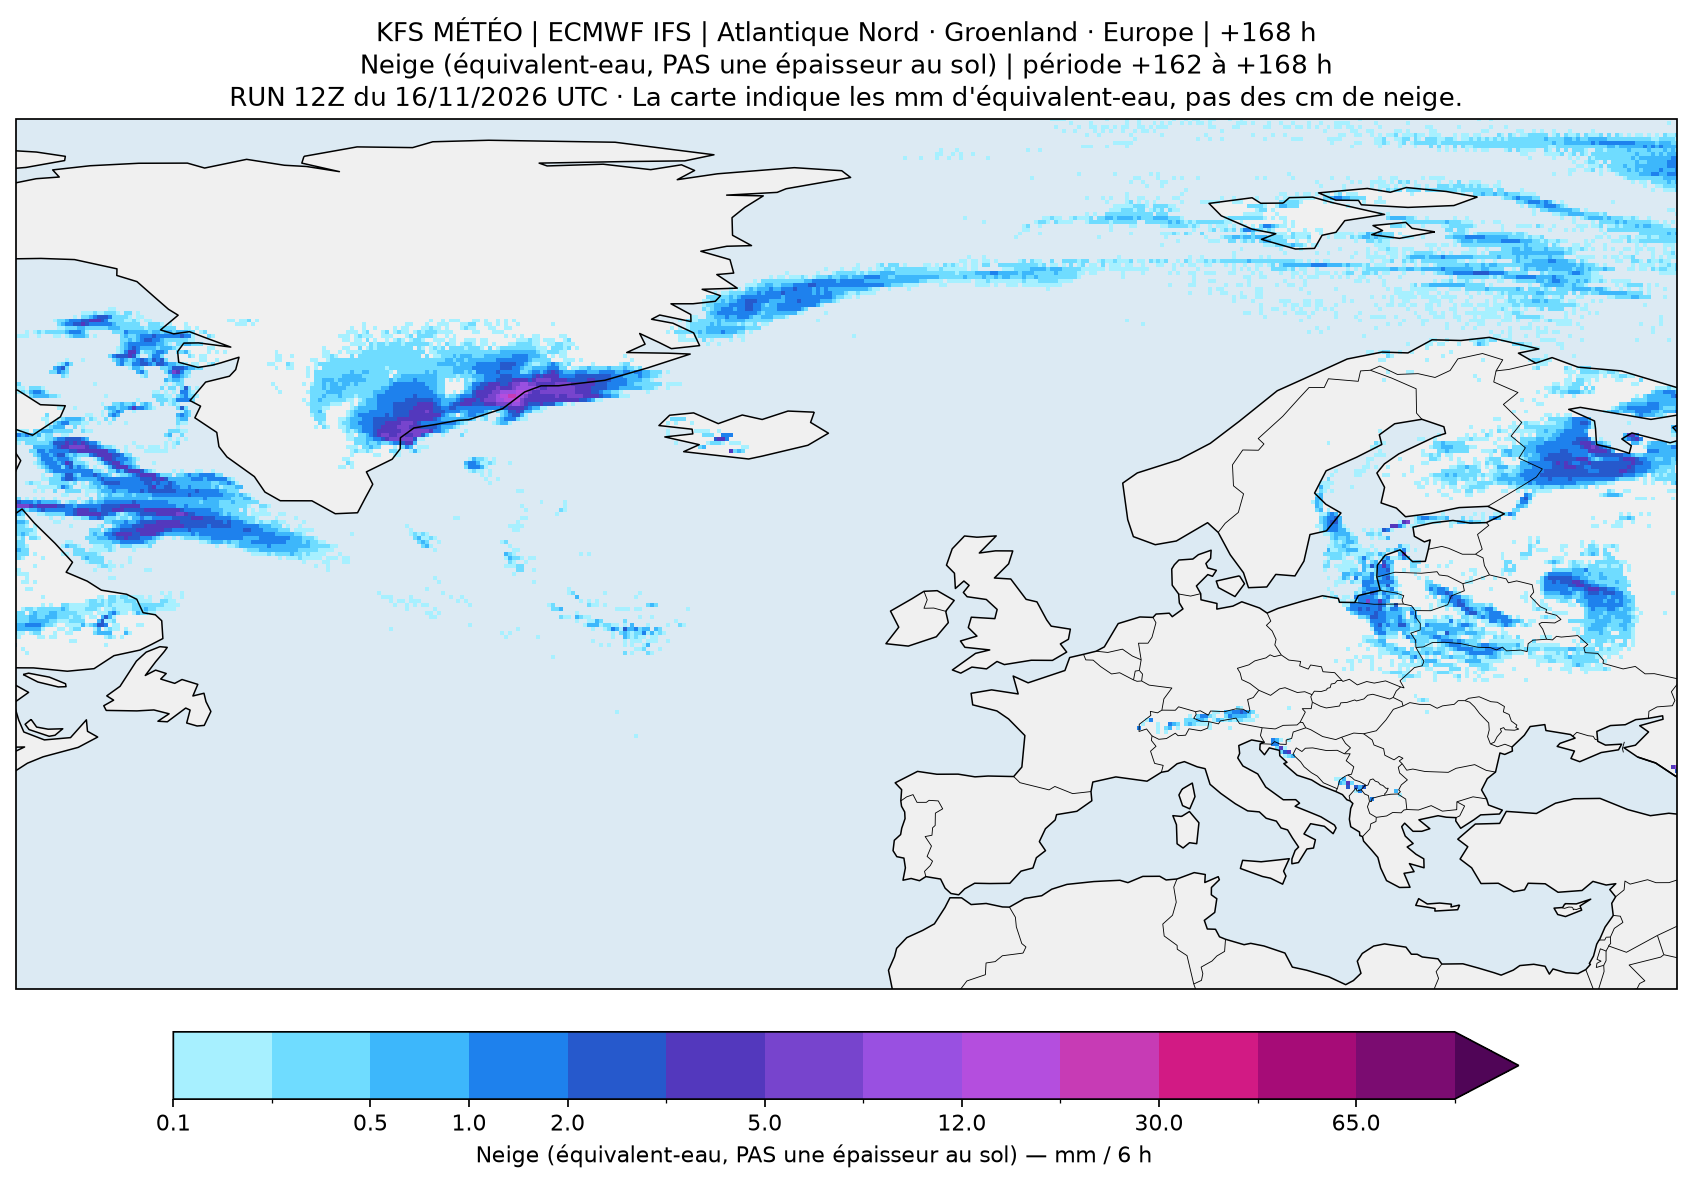 KFS MÉTÉO | ECMWF IFS | Atlantique Nord · Groenland · Europe | +168 h
Neige (équivalent-eau, PAS une épaisseur au sol) | période +162 à +168 h
RUN 12Z du 16/11/2026 UTC · La carte indique les mm d'équivalent-eau, pas des cm de neige.
0.1 0.5 1.0 2.0 5.0 12.0 30.0 65.0
Neige (équivalent-eau, PAS une épaisseur au sol) — mm / 6 h